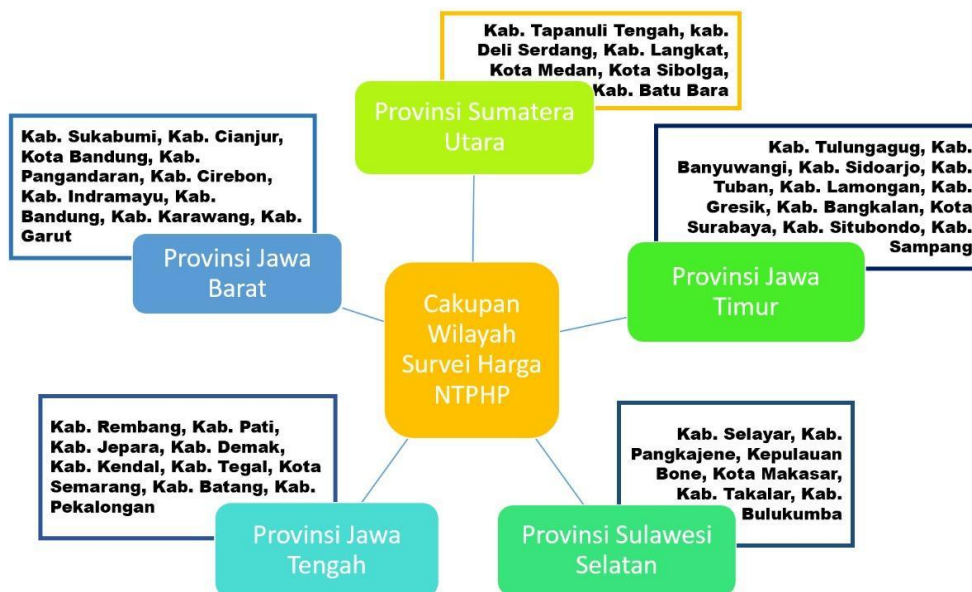 Kab. Tapanuli Tengah, kab.
Deli Serdang, Kab. Langkat,
Kota Medan, Kota Sibolga,
Kab. Batu Bara
Provinsi Sumatera
Utara
Kab. Sukabumi, Kab. Cianjur,
Kota Bandung, Kab.
Pangandaran, Kab. Cirebon,
Kab. Indramayu, Kab.
Bandung, Kab. Karawang, Kab.
Garut
Provinsi Jawa
Barat
Kab. Tulungagug, Kab.
Banyuwangi, Kab. Sidoarjo, Kab.
Tuban, Kab. Lamongan, Kab.
Gresik, Kab. Bangkalan, Kota
Surabaya, Kab. Situbondo, Kab.
Sampang
Provinsi Jawa
Timur
Cakupan
Wilayah
Survei Harga
NTPHP
Kab. Rembang, Kab. Pati,
Kab. Jepara, Kab. Demak,
Kab. Kendal, Kab. Tegal, Kota
Semarang, Kab. Batang, Kab.
Pekalongan
Provinsi Jawa
Tengah
Kab. Selayar, Kab.
Pangkajene, Kepulauan
Bone, Kota Makasar,
Kab. Takalar, Kab.
Bulukumba
Provinsi Sulawesi
Selatan